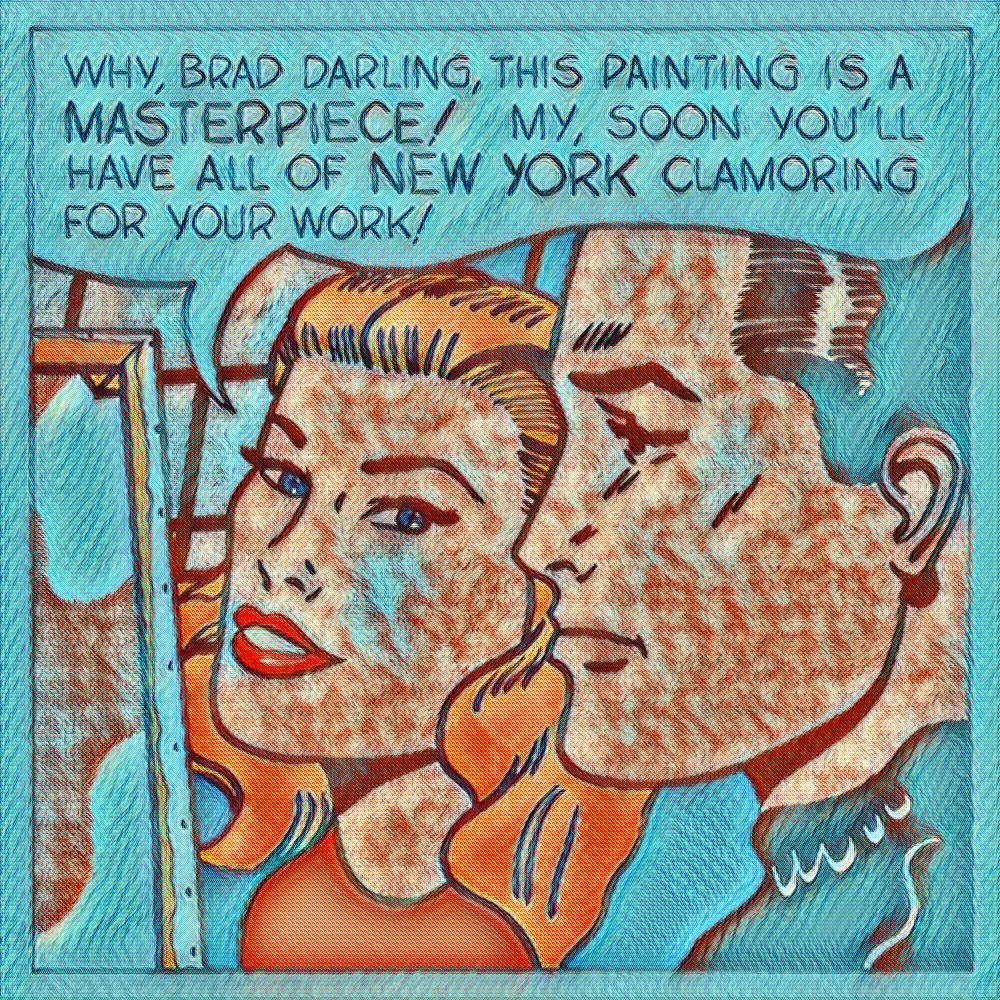 WHY, BRAD DARLING, THIS PAINTING IS A
MASTERPIECE! MY, SOON YOU'LL
HAVE ALL OF NEW YORK CLAMORING
FOR YOUR WORK!